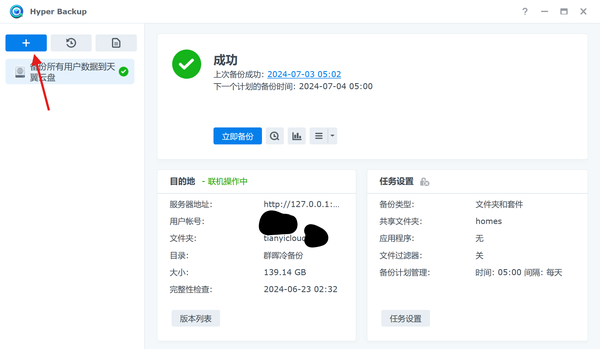 Hyper Backup
备份所有用户数据到天
翼云盘
成功
上次备份成功: 2024-07-03 05:02
下一个计划的备份时间: 2024-07-04 05:00
立即备份
目的地 - 联机操作中
服务器地址: http://127.0.0.1:...
用户帐号:
文件夹: tianyiclou
目录: 群晖冷备份
大小: 139.14 GB
完整性检查: 2024-06-23 02:32
版本列表
任务设置
备份类型: 文件夹和套件
共享文件夹: homes
应用程序: 无
文件过滤器: 关
备份计划管理: 时间: 05:00 间隔: 每天
任务设置